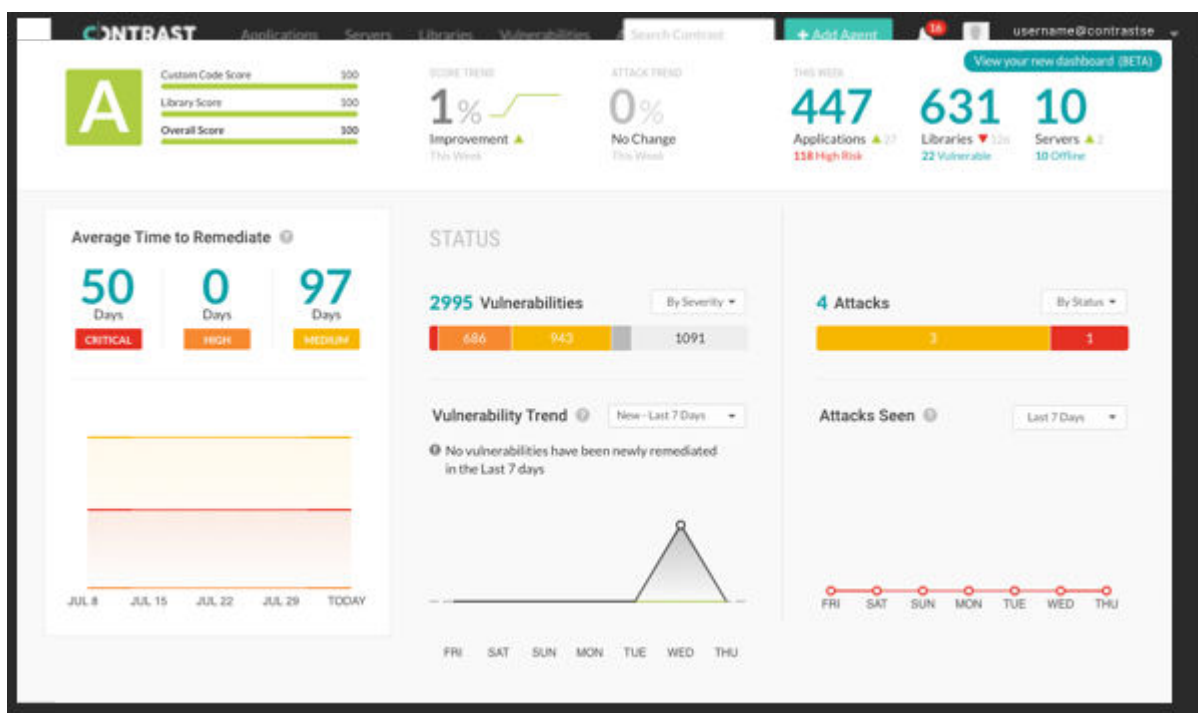 CONTRAST Applications Servers Libraries Vulnerabilities Search Contrast + Add Agent 16 username@contrastse
View your new dashboard (BETA)
A
Custom Code Score 100
Library Score 100
Overall Score 100
SCORE TREND
1%
Improvement
This Week
ATTACK TREND
0%
No Change
This Week
THIS WEEK
447
Applications 27
118 High Risk
631
Libraries 126
22 Vulnerable
10
Servers 2
10 Offline
Average Time to Remediate
50
Days
CRITICAL
0
Days
HIGH
97
Days
MEDIUM
JUL 8 JUL 15 JUL 22 JUL 29 TODAY
STATUS
2995 Vulnerabilities By Severity
686 943 1091
Vulnerability Trend New - Last 7 Days
No vulnerabilities have been newly remediated
in the Last 7 days
FRI SAT SUN MON TUE WED THU
4 Attacks By Status
3 1
Attacks Seen Last 7 Days
FRI SAT SUN MON TUE WED THU